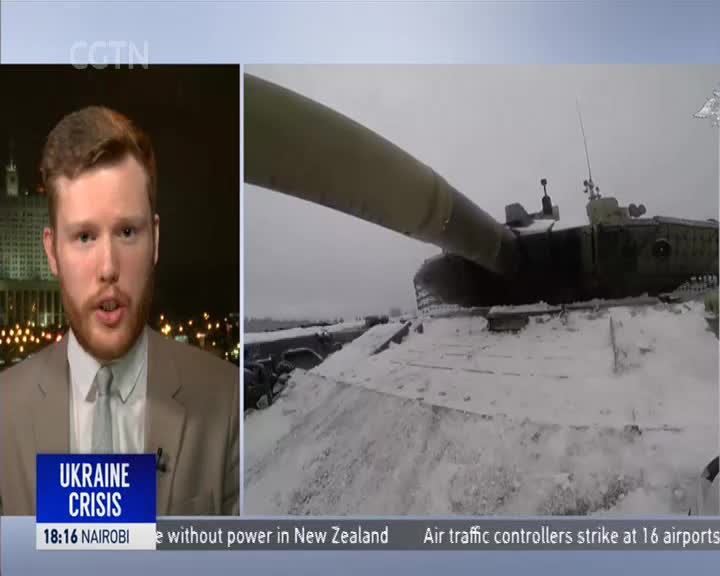 CGTN
UKRAINE
CRISIS
18:16 NAIROBI
e without power in New Zealand Air traffic controllers strike at 16 airports